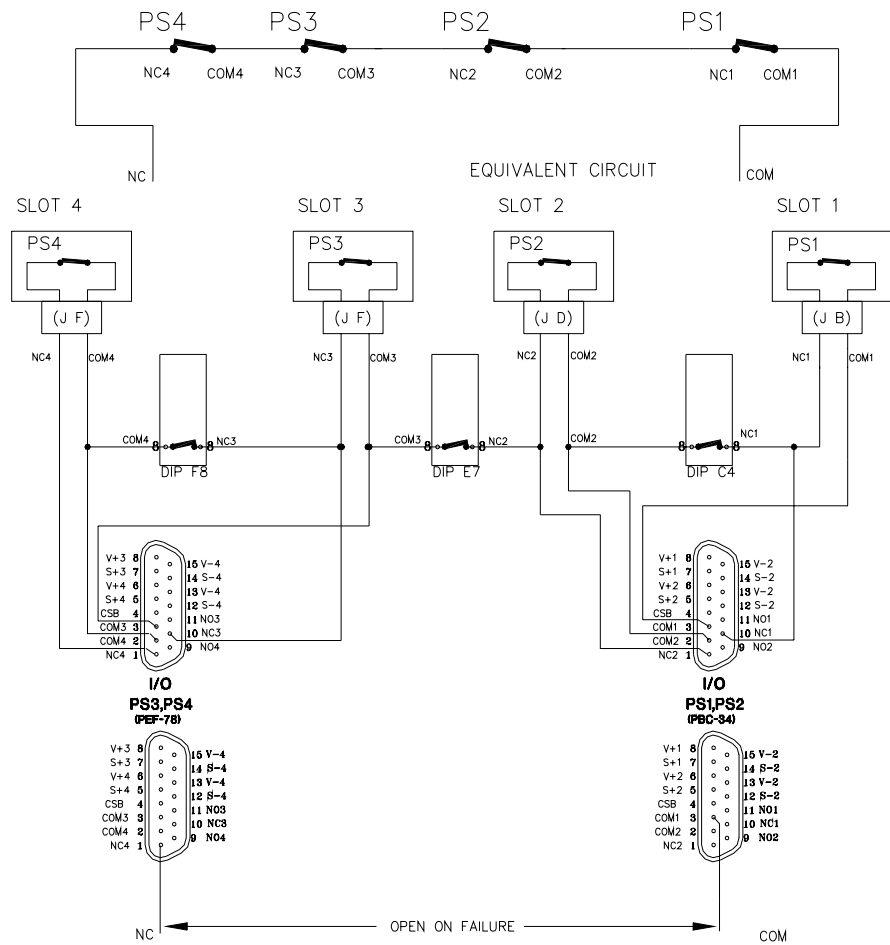 PS4 PS3 PS2 PS1
NC4 COM4 NC3 COM3 NC2 COM2 NC1 COM1
NC EQUIVALENT CIRCUIT COM
SLOT 4 SLOT 3 SLOT 2 SLOT 1
PS4 PS3 PS2 PS1
(J F) (J F) (J D) (J B)
NC4 COM4 NC3 COM3 NC2 COM2 NC1 COM1
COM4 8 8 NC3 COM3 8 8 NC2 COM2 8 8 NC1
DIP F8 DIP E7 DIP C4
V+3 8
S+3 7
V+4 6
S+4 5
CSB 4
COM3 3
COM4 2
NC4 1
15 V-4
14 S-4
13 V-4
12 S-4
11 NO3
10 NC3
9 NO4
I/O
PS3,PS4
(PEF-78)
V+1 8
S+1 7
V+2 6
S+2 5
CSB 4
COM1 3
COM2 2
NC2 1
15 V-2
14 S-2
13 V-2
12 S-2
11 NO1
10 NC1
9 NO2
I/O
PS1,PS2
(PBC-34)
V+3 8
S+3 7
V+4 6
S+4 5
CSB 4
COM3 3
COM4 2
NC4 1
15 V-4
14 S-4
13 V-4
12 S-4
11 NO3
10 NC3
9 NO4
V+1 8
S+1 7
V+2 6
S+2 5
CSB 4
COM1 3
COM2 2
NC2 1
15 V-2
14 S-2
13 V-2
12 S-2
11 NO1
10 NC1
9 NO2
NC OPEN ON FAILURE COM